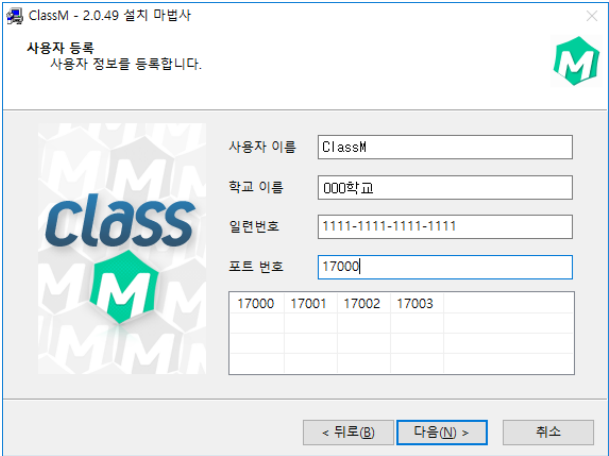 ClassM - 2.0.49 설치 마법사
사용자 등록
사용자 정보를 등록합니다.
M
class
M
사용자 이름 ClassM
학교 이름 OOO학교
일련번호 1111-1111-1111-1111
포트 번호 17000
17000 17001 17002 17003
< 뒤로(B) 다음(N) > 취소